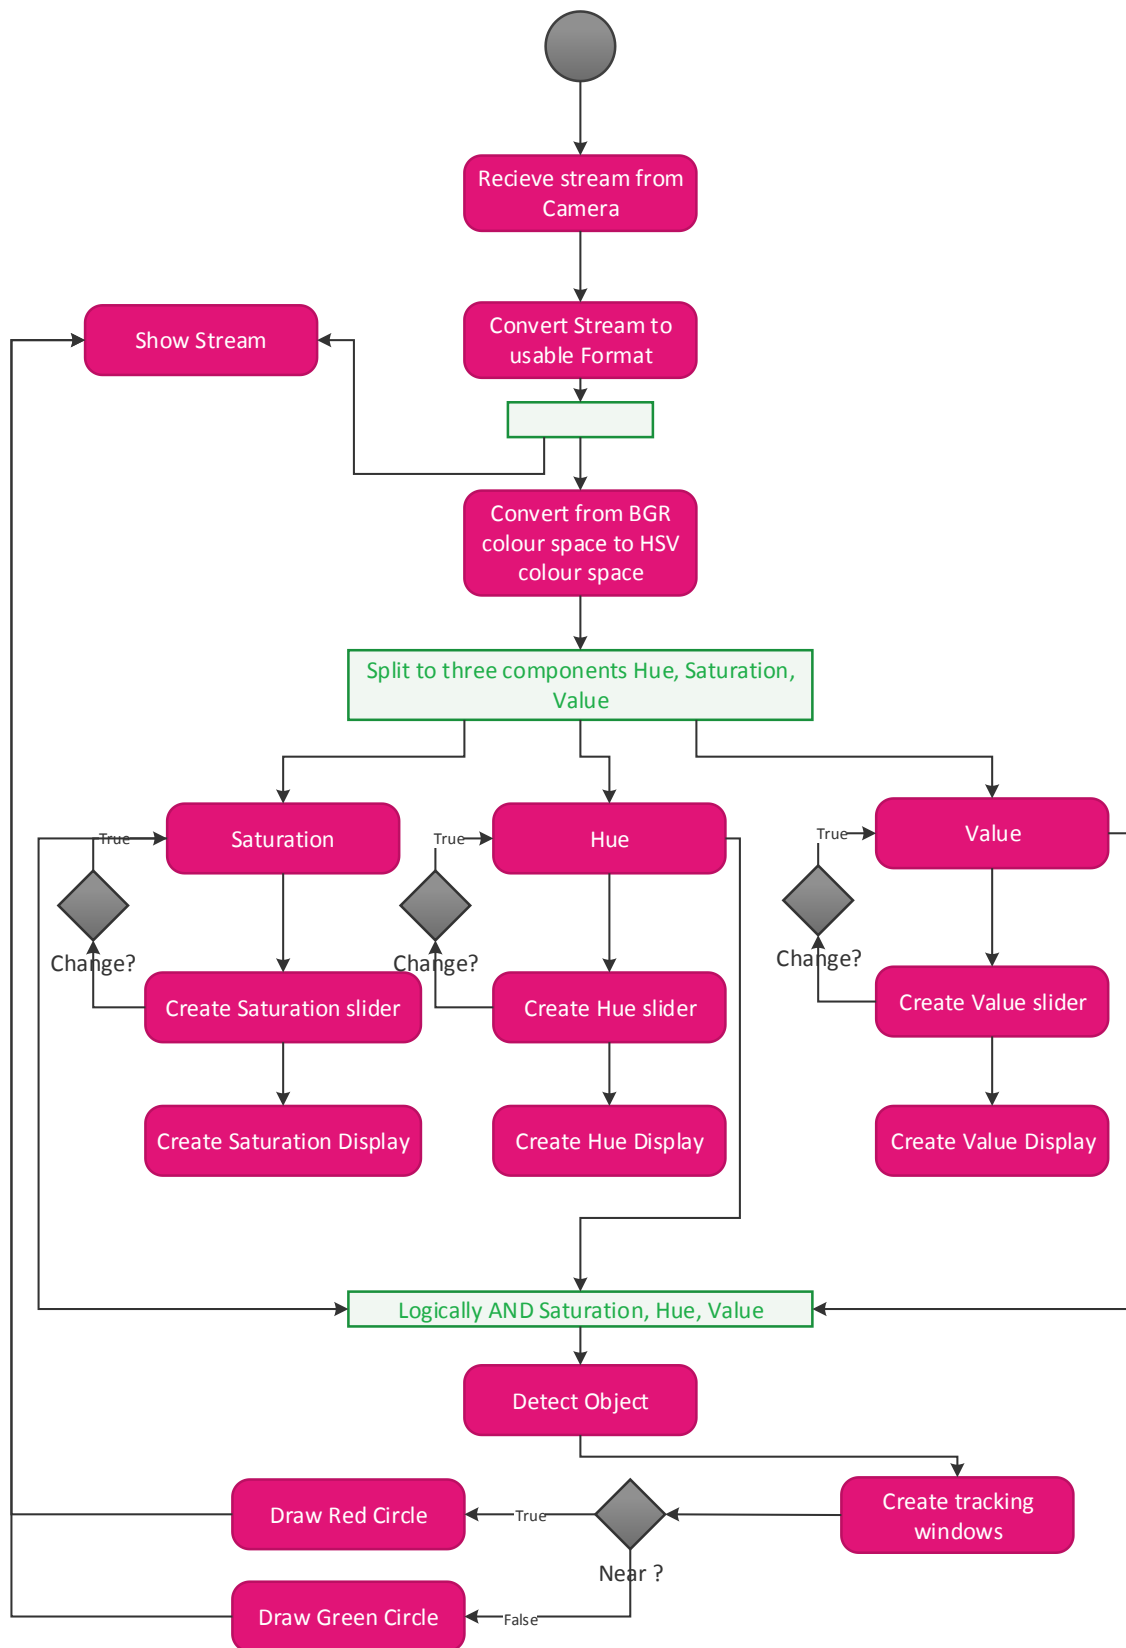 Recieve stream from
Camera
Show Stream
Convert Stream to
usable Format
Convert from BGR
colour space to HSV
colour space
Split to three components Hue, Saturation,
Value
True
Saturation
True
Hue
True
Value
Change?
Change?
Change?
Create Saturation slider
Create Hue slider
Create Value slider
Create Saturation Display
Create Hue Display
Create Value Display
Logically AND Saturation, Hue, Value
Detect Object
Create tracking
windows
Draw Red Circle
True
Near ?
Draw Green Circle
False